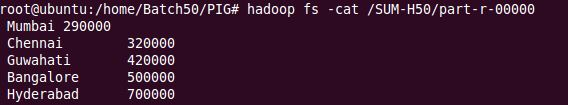 root@ubuntu:/home/Batch50/PIG# hadoop fs -cat /SUM-H50/part-r-00000
Mumbai 290000
Chennai 320000
Guwahati 420000
Bangalore 500000
Hyderabad 700000